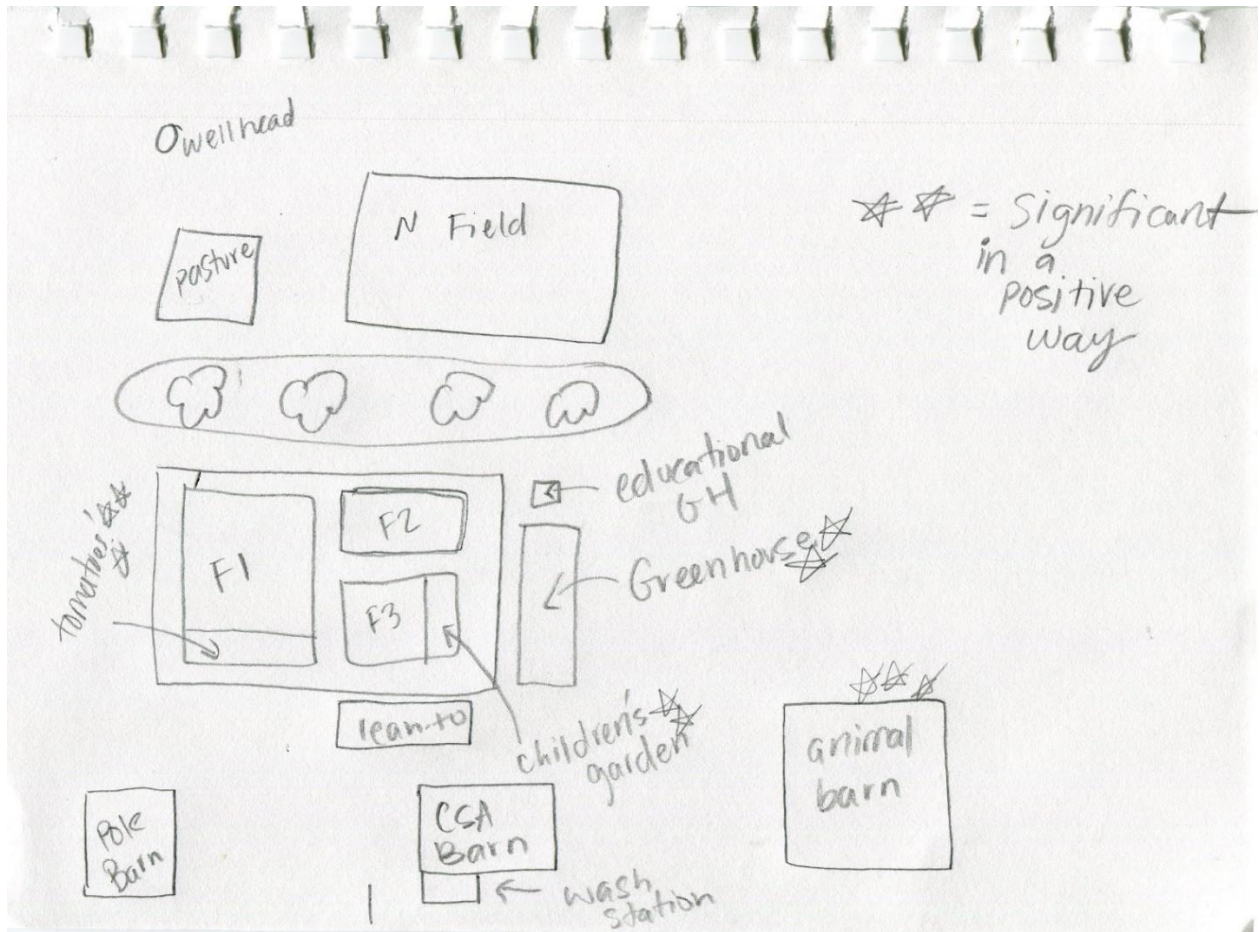 wellhead
N Field
pasture
= Significant
in a
positive
way
educational
GH
tomatoes
F1
F2
F3
Greenhouse
lean-to
children's
garden
animal
barn
Pole
Barn
CSA
Barn
wash
station